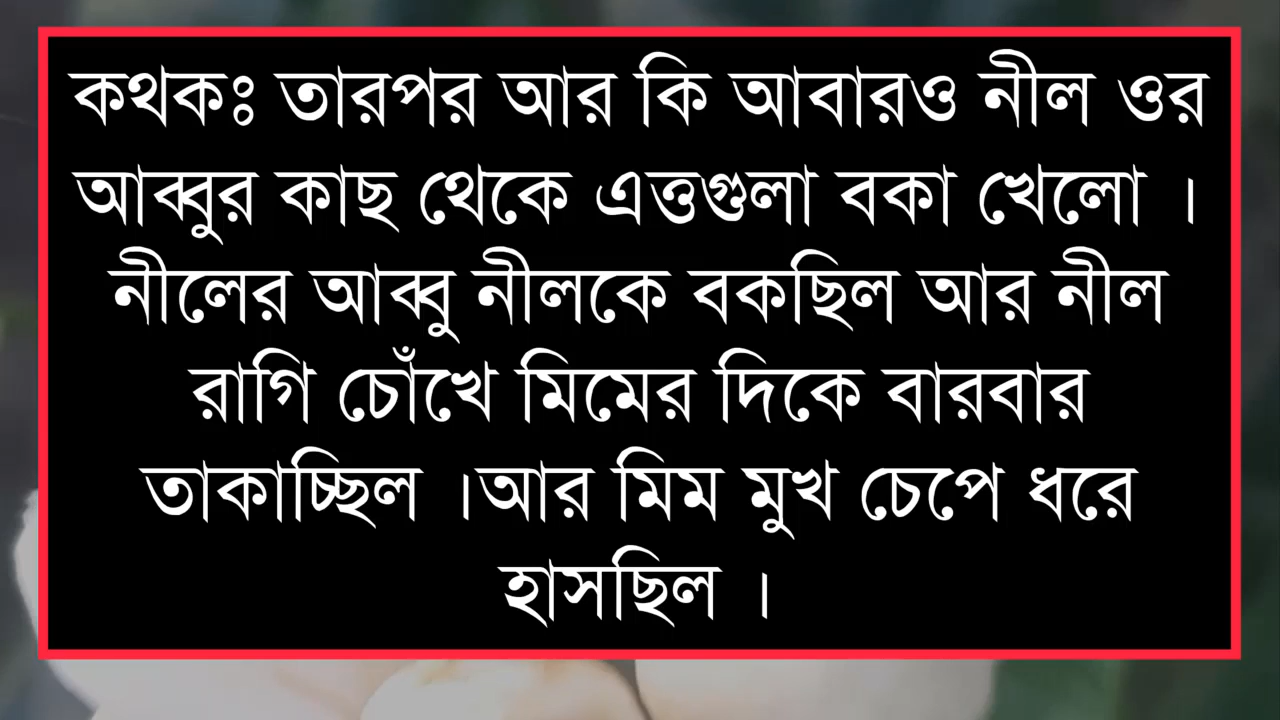 কথকঃ তারপর আর কি আবারও নীল ওর
আব্বুর কাছ থেকে এত্তগুলা বকা খেলো ।
নীলের আব্বু নীলকে বকছিল আর নীল
রাগি চোঁখে মিমের দিকে বারবার
তাকাচ্ছিল ।আর মিম মুখ চেপে ধরে
হাসছিল ।